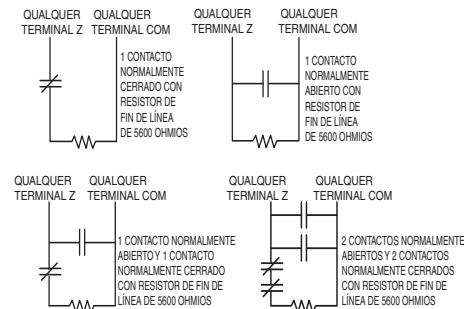 QUALQUER
TERMINAL Z
QUALQUER
TERMINAL COM
1 CONTACTO
NORMALMENTE
CERRADO CON
RESISTOR DE
FIN DE LÍNEA
DE 5600 OHMIOS
QUALQUER
TERMINAL Z
QUALQUER
TERMINAL COM
1 CONTACTO
NORMALMENTE
ABIERTO CON
RESISTOR DE
FIN DE LÍNEA
DE 5600 OHMIOS
QUALQUER
TERMINAL Z
QUALQUER
TERMINAL COM
1 CONTACTO NORMALMENTE
ABIERTO Y 1 CONTACTO
NORMALMENTE CERRADO
CON RESISTOR DE FIN DE
LÍNEA DE 5600 OHMIOS
QUALQUER
TERMINAL Z
QUALQUER
TERMINAL COM
2 CONTACTOS NORMALMENTE
ABIERTOS Y 2 CONTACTOS
NORMALMENTE CERRADOS
CON RESISTOR DE FIN DE
LÍNEA DE 5600 OHMIOS